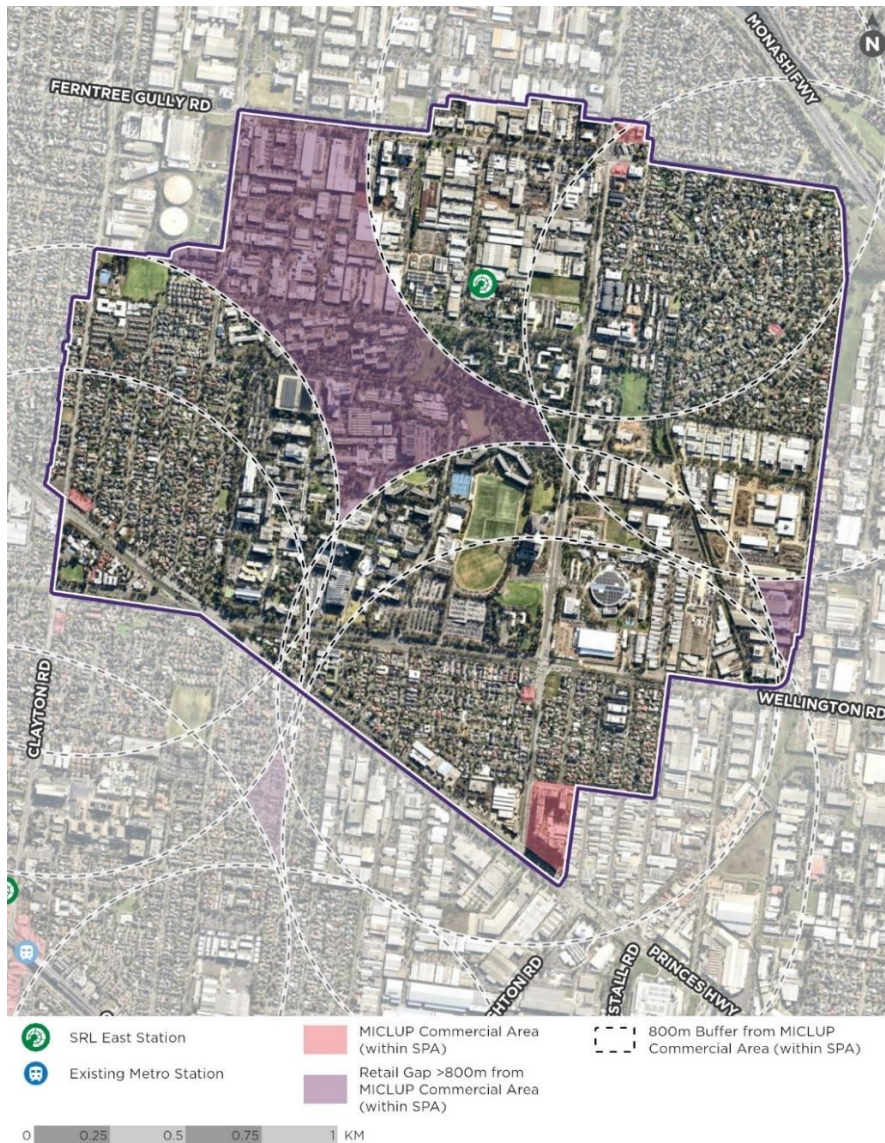 MONASH FWY
N
FERNTREE GULLY RD
CLAYTON RD
WELLINGTON RD
GHTON RD
STALL RD
PRINCES HWY
SRL East Station
Existing Metro Station
MICLUP Commercial Area
(within SPA)
Retail Gap >800m from
MICLUP Commercial Area
(within SPA)
800m Buffer from MICLUP
Commercial Area (within SPA)
0 0.25 0.5 0.75 1 KM